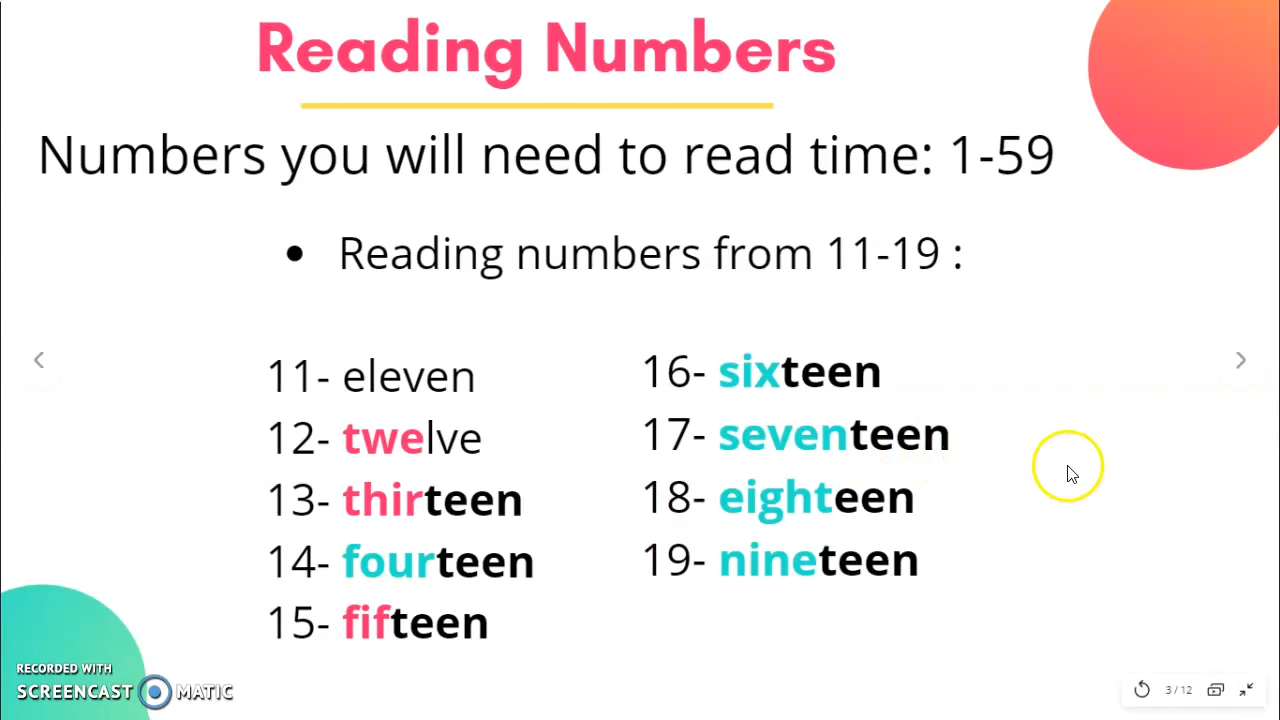 Reading Numbers
Numbers you will need to read time: 1-59
• Reading numbers from 11-19 :
11- eleven
12- twelve
13- thirteen
14- fourteen
15- fifteen
16- sixteen
17- seventeen
18- eighteen
19- nineteen
RECORDED WITH
SCREENCAST MATIC
3 / 12